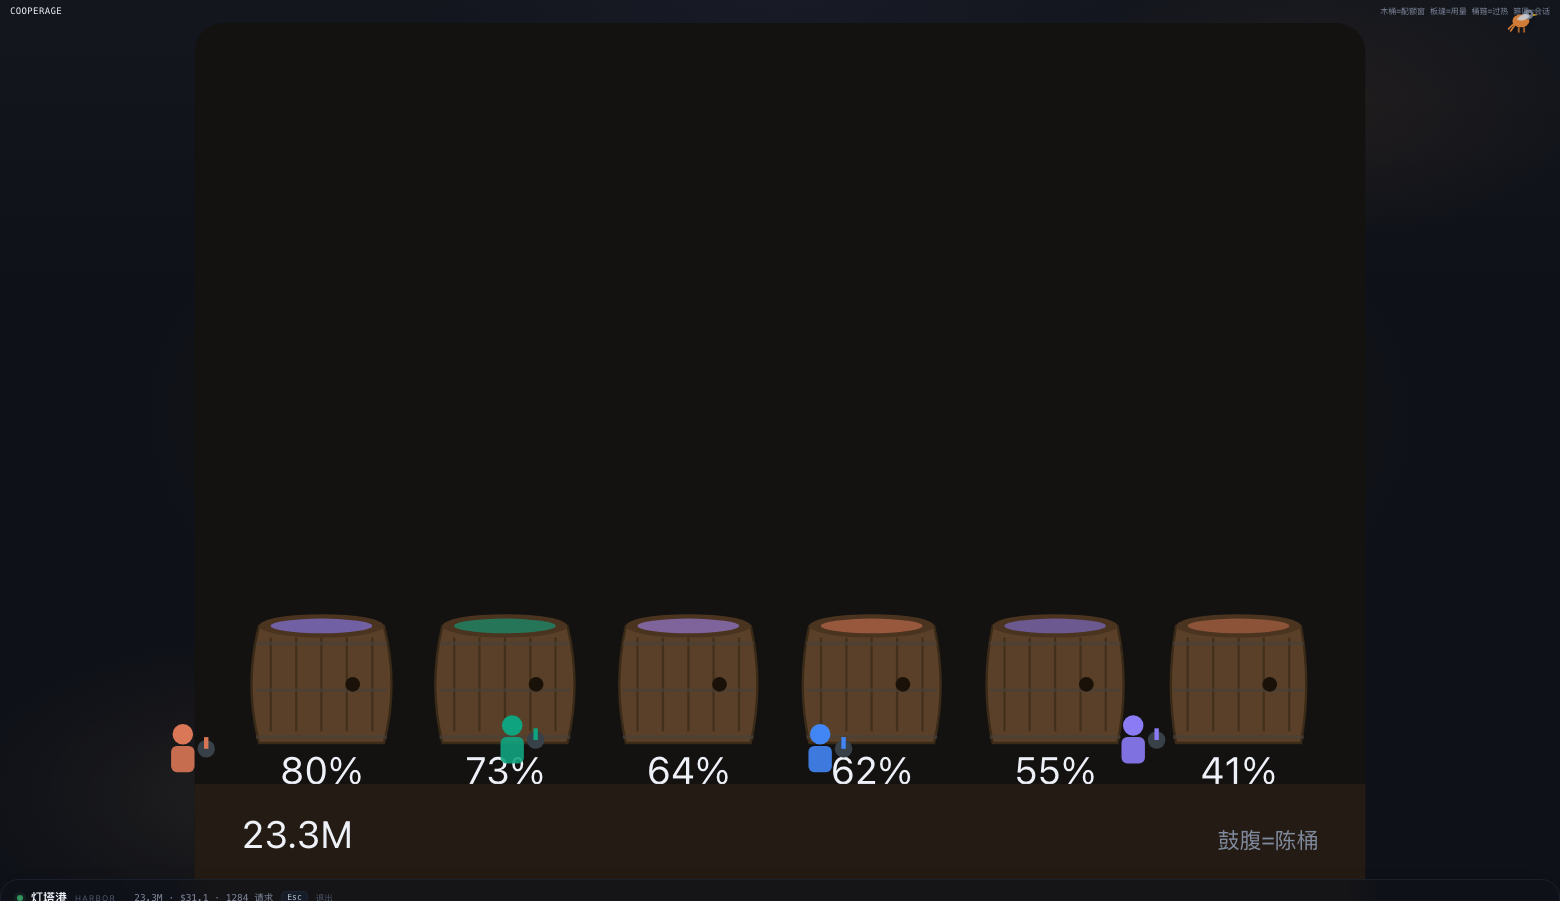 COOPERAGE
木桶=配额窗 板缝=用量 桶箍=过热
80% 73% 64% 62% 55% 41%
23.3M
鼓腹=陈桶
灯塔港 HARBOR 23.3M · $31.1 · 1284 请求 Esc 退出